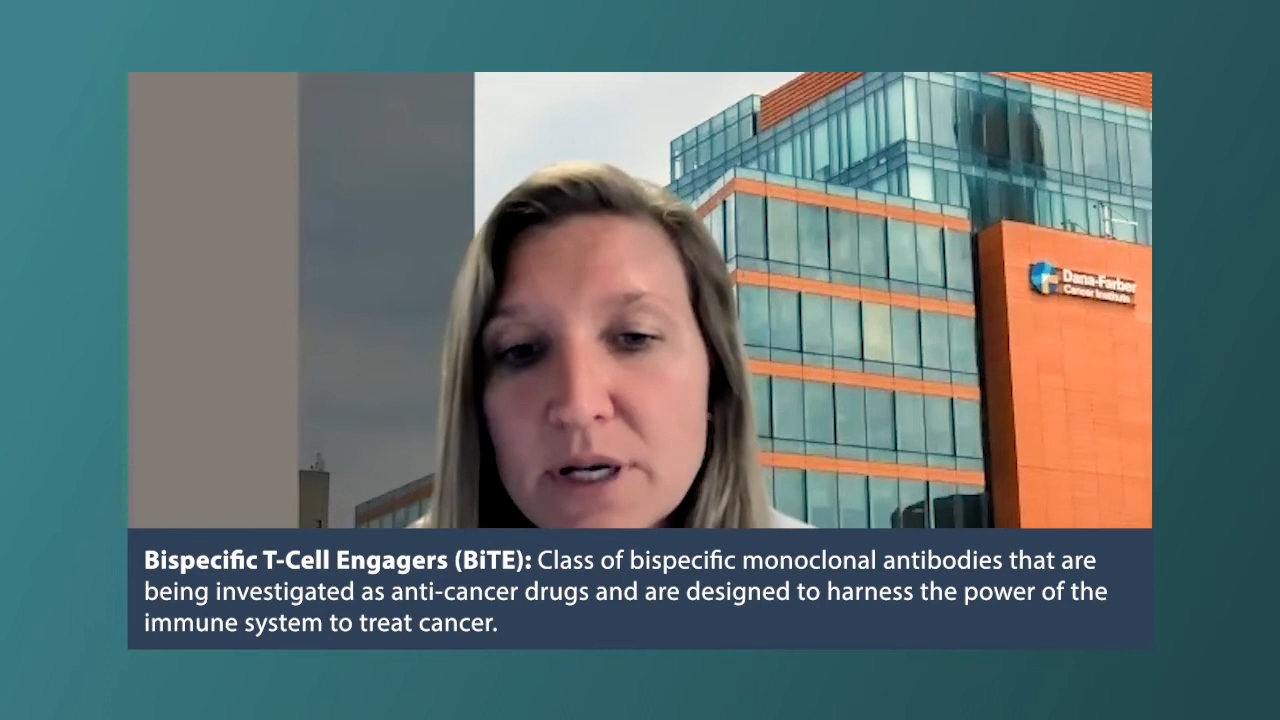 Dana-Farber
Cancer Institute
Bispecific T-Cell Engagers (BiTE): Class of bispecific monoclonal antibodies that are
being investigated as anti-cancer drugs and are designed to harness the power of the
immune system to treat cancer.